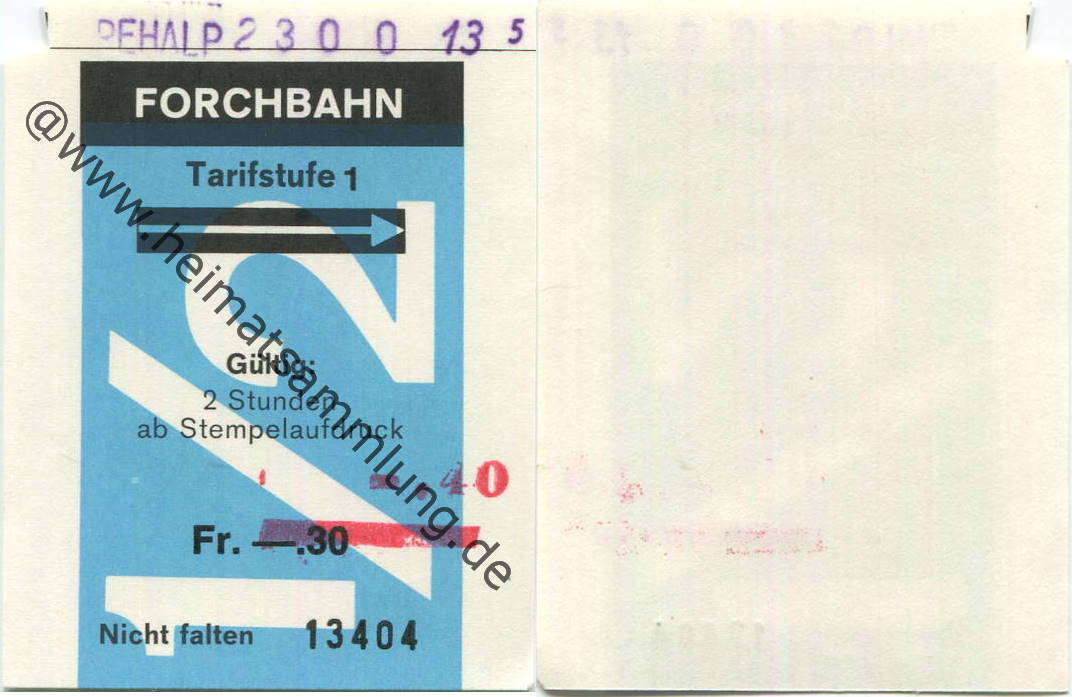 REHALP 2 3 0 0 13 5
FORCHBAHN
Tarifstufe 1
1/2
Gültig:
2 Stunden
ab Stempelaufdruck
-.40
Fr. —.30
Nicht falten 13404
@www.heimatsammlung.de